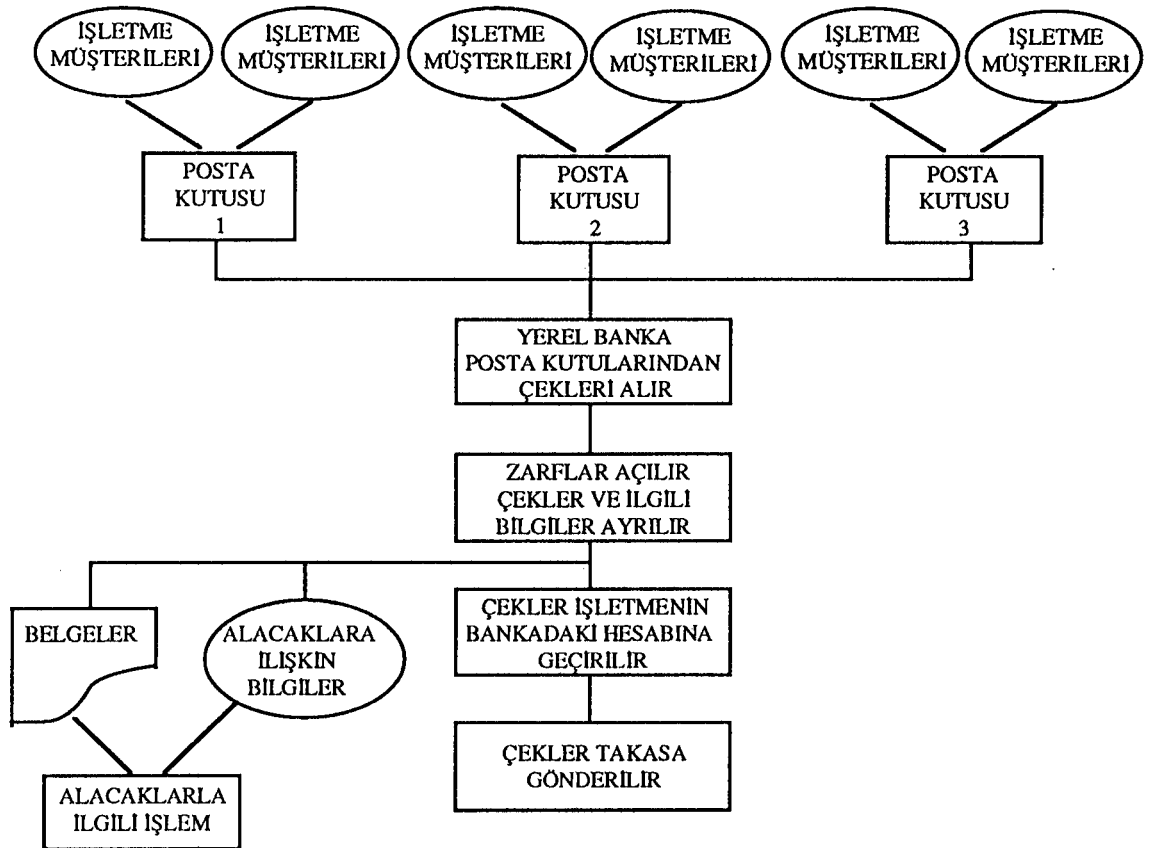 İŞLETME
MÜŞTERİLERİ
İŞLETME
MÜŞTERİLERİ
İŞLETME
MÜŞTERİLERİ
İŞLETME
MÜŞTERİLERİ
İŞLETME
MÜŞTERİLERİ
İŞLETME
MÜŞTERİLERİ
POSTA
KUTUSU
1
POSTA
KUTUSU
2
POSTA
KUTUSU
3
YEREL BANKA
POSTA KUTULARINDAN
ÇEKLERİ ALIR
ZARFLAR AÇILIR
ÇEKLER VE İLGİLİ
BİLGİLER AYRILIR
BELGELER
ALACAKLARA
İLİŞKİN
BİLGİLER
ÇEKLER İŞLETMENİN
BANKADAKİ HESABINA
GEÇİRİLİR
ÇEKLER TAKASA
GÖNDERİLİR
ALACAKLARLA
İLGİLİ İŞLEM